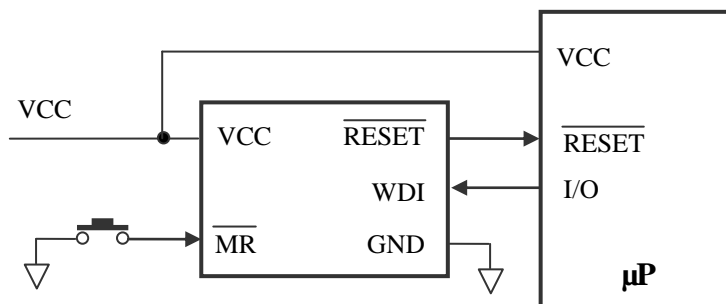 VCC
VCC
VCC
RESET
RESET
WDI
I/O
MR
GND
μP